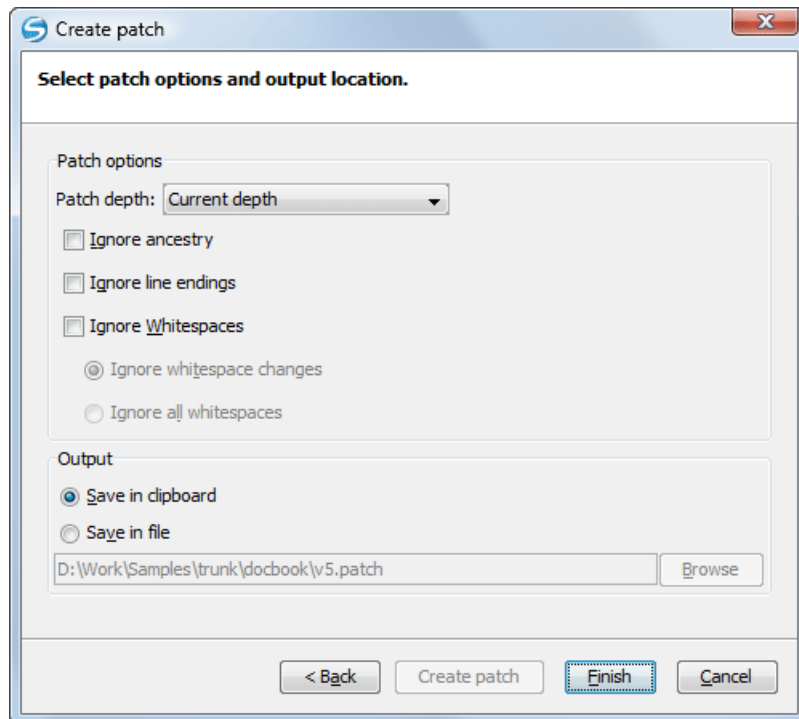 Create patch
Select patch options and output location.
Patch options
Patch depth: Current depth
Ignore ancestry
Ignore line endings
Ignore Whitespaces
Ignore whitespace changes
Ignore all whitespaces
Output
Save in clipboard
Save in file
D:\Work\Samples\trunk\docbook\v5.patch Browse
< Back Create patch Finish Cancel